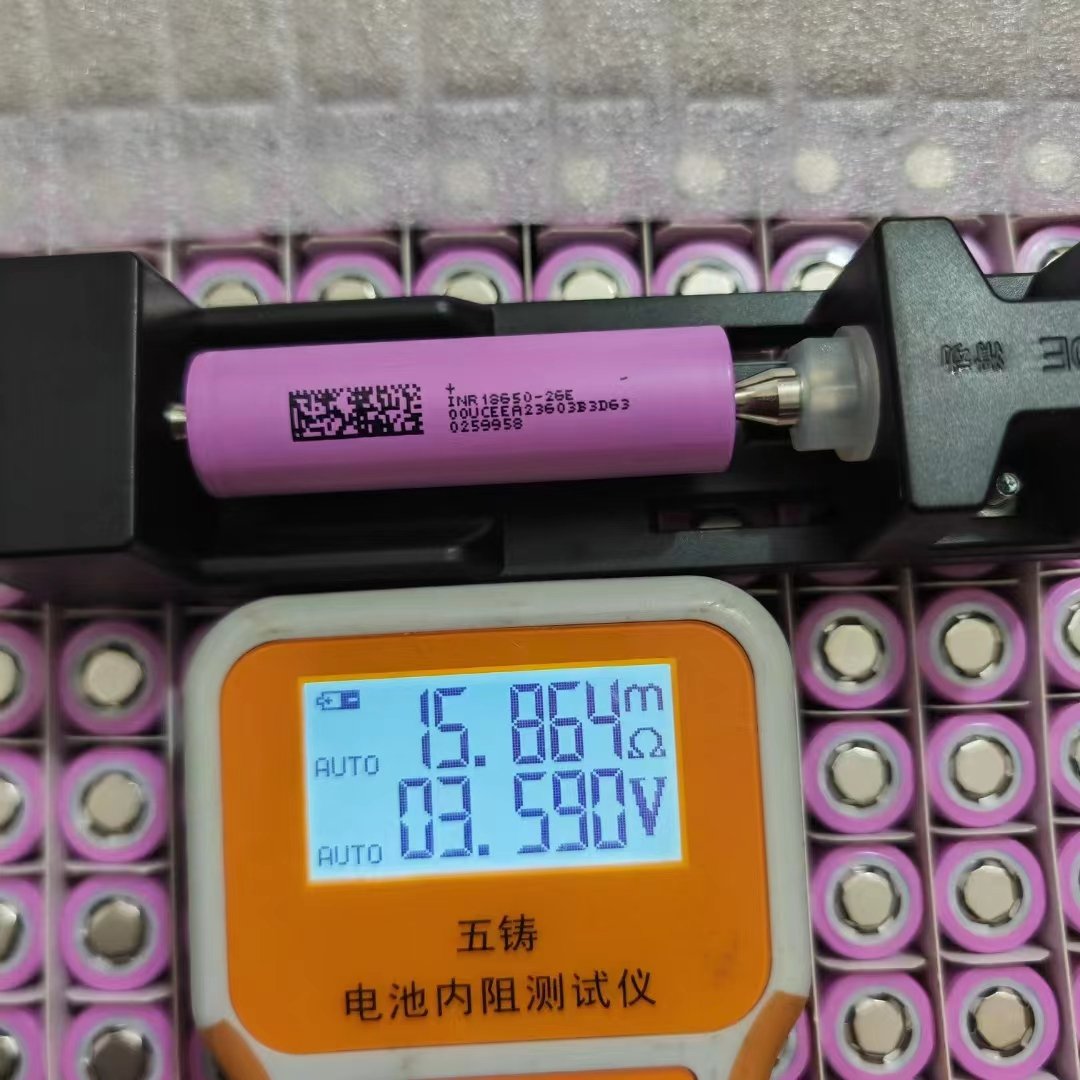 + -
INR18650-26E
00UCEEA23603B3D63
0259958
15.864mΩ
AUTO
03.590V
AUTO
五铸
电池内阻测试仪